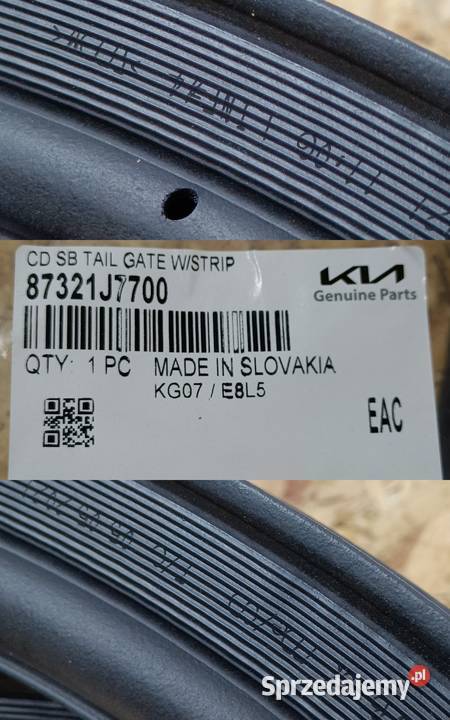 CD SB TAIL GATE W/STRIP
87321J7700
KIA
Genuine Parts
QTY: 1 PC MADE IN SLOVAKIA
KG07 / E8L5
EAC
Sprzedajemy.pl